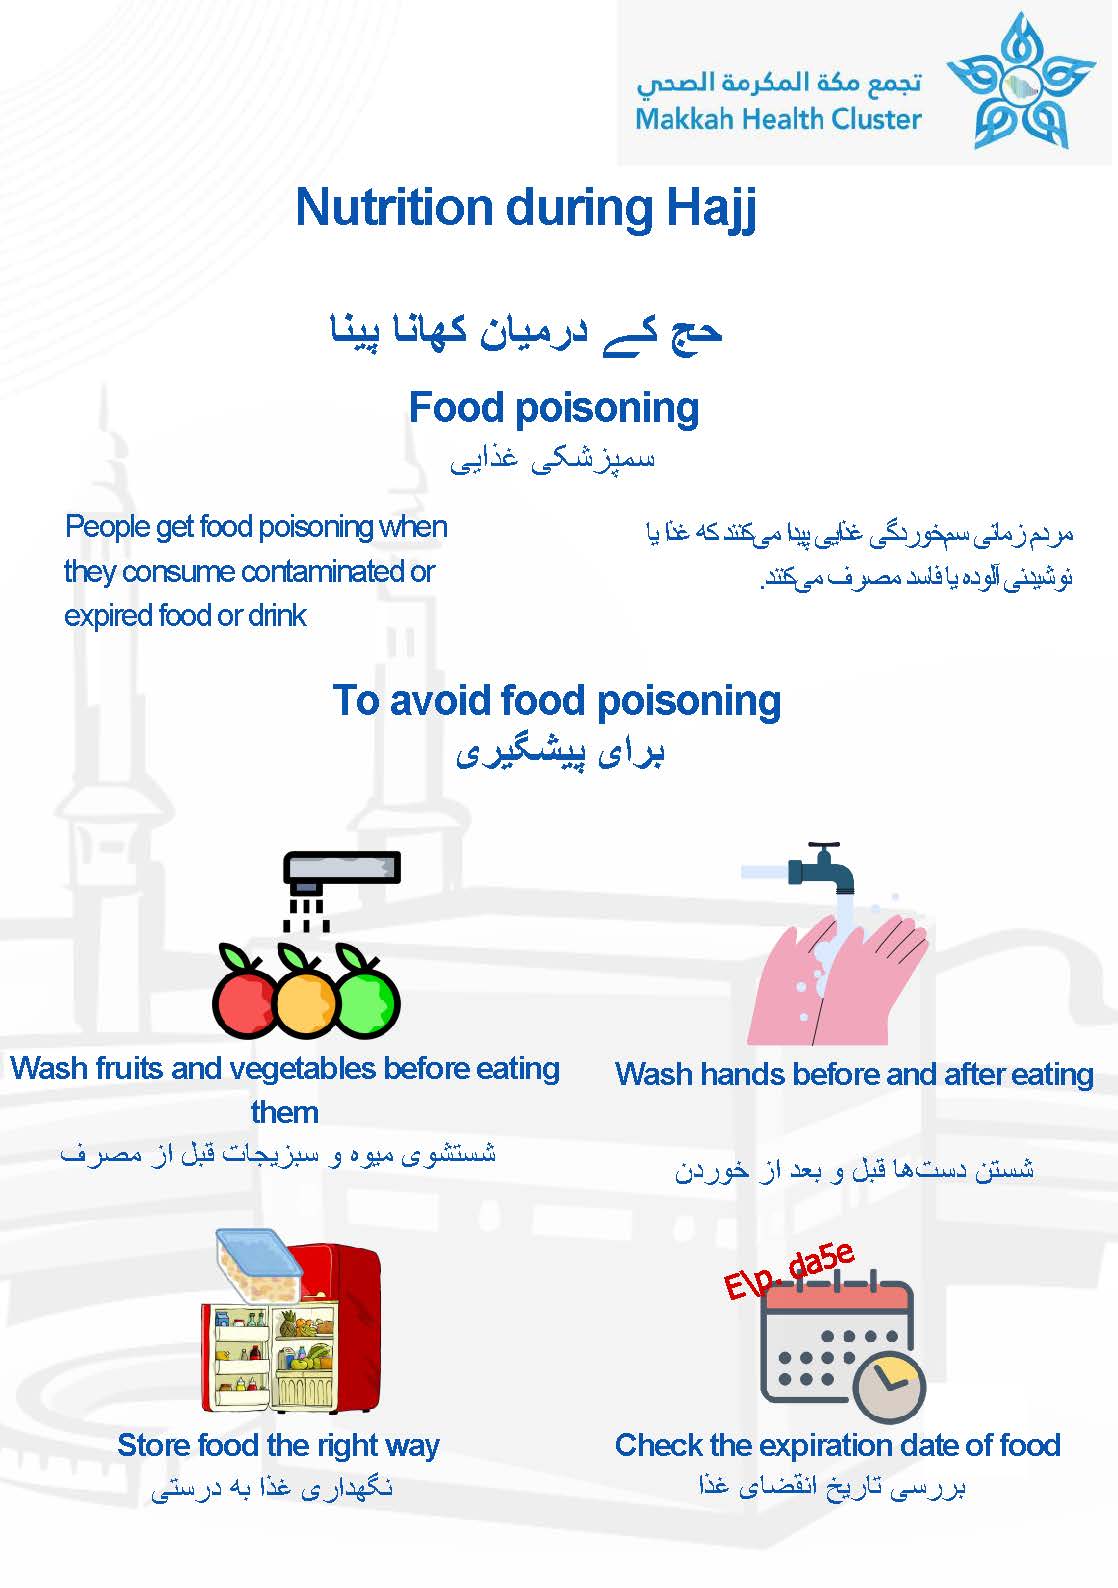 تجمع مكة المكرمة الصحي
Makkah Health Cluster
Nutrition during Hajj
حج کے درمیان کھانا پینا
Food poisoning
سمپزشکی غذایی
People get food poisoning when
they consume contaminated or
expired food or drink
مردم زمانی سم‌خوردگی غذایی پیدا می‌کنند که غذا یا
نوشیدنی آلوده یا فاسد مصرف می‌کنند.
To avoid food poisoning
برای پیشگیری
Wash fruits and vegetables before eating
them
شستشوی میوه و سبزیجات قبل از مصرف
Wash hands before and after eating
شستن دست‌ها قبل و بعد از خوردن
Store food the right way
نگهداری غذا به درستی
E\p. da5e
Check the expiration date of food
بررسی تاریخ انقضای غذا